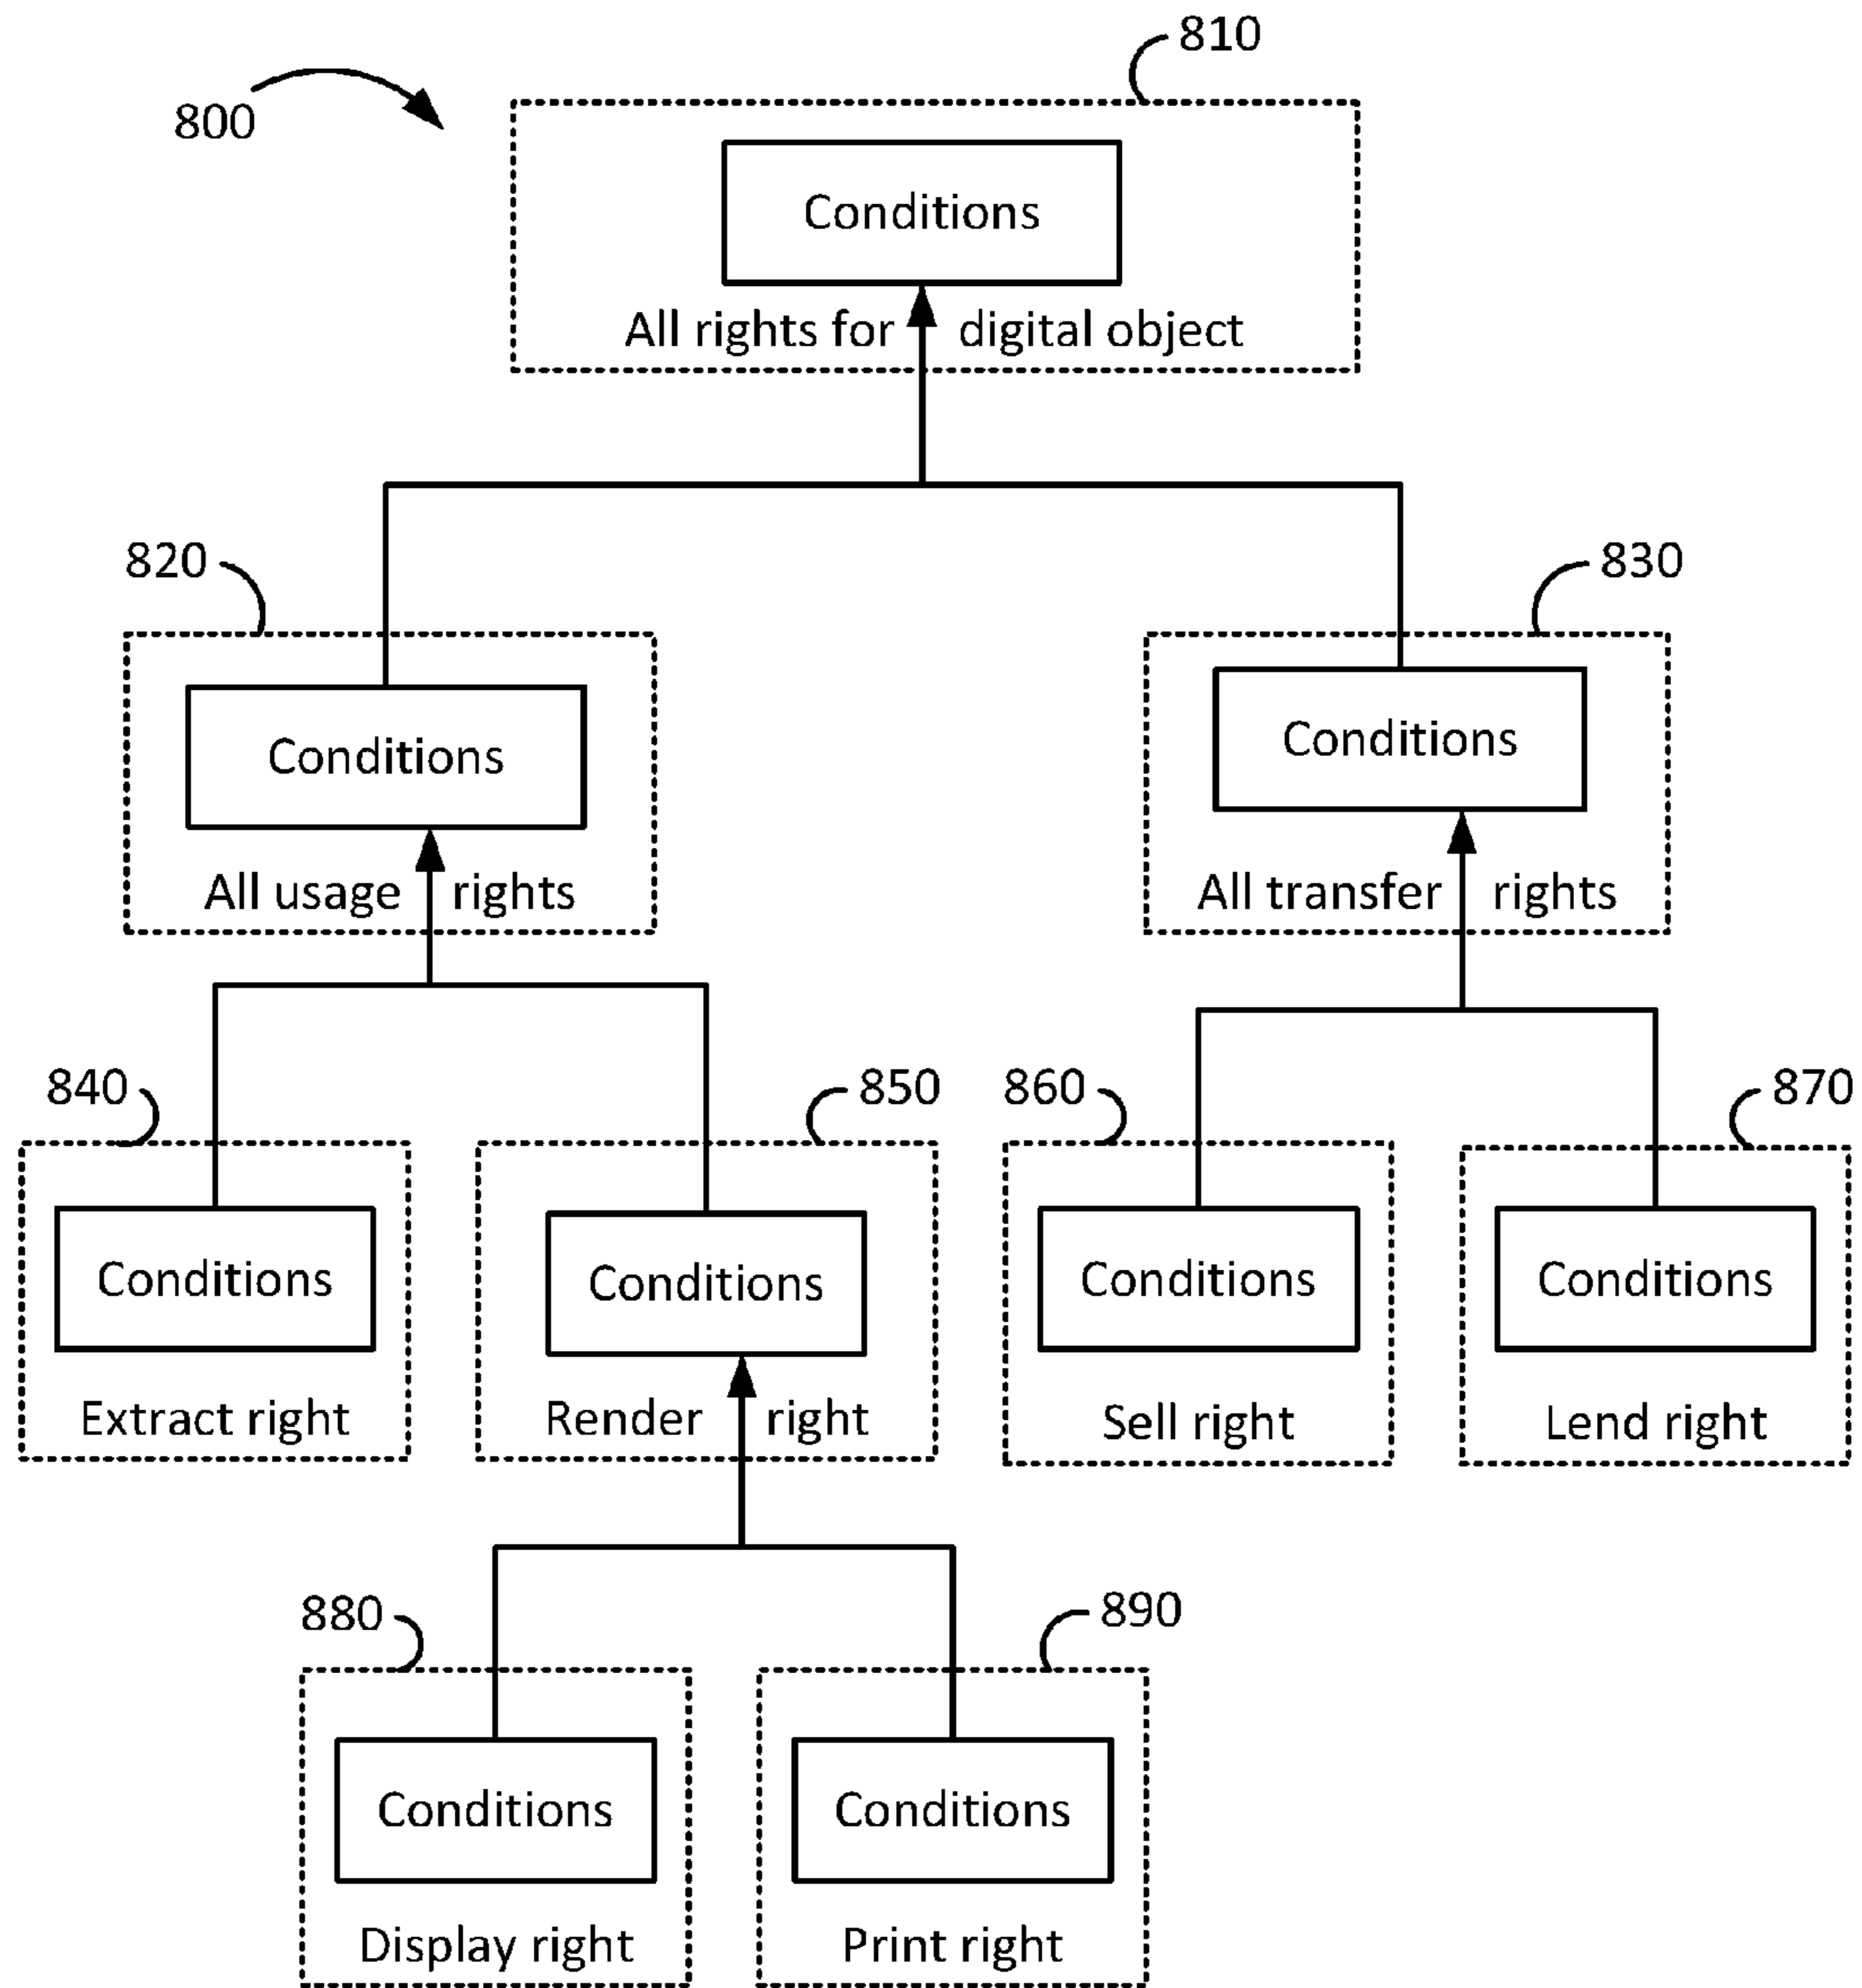 810
800
Conditions
All rights for digital object
820
830
Conditions
Conditions
All usage rights
All transfer rights
840
850
860
870
Conditions
Conditions
Conditions
Conditions
Extract right
Render right
Sell right
Lend right
880
890
Conditions
Conditions
Display right
Print right